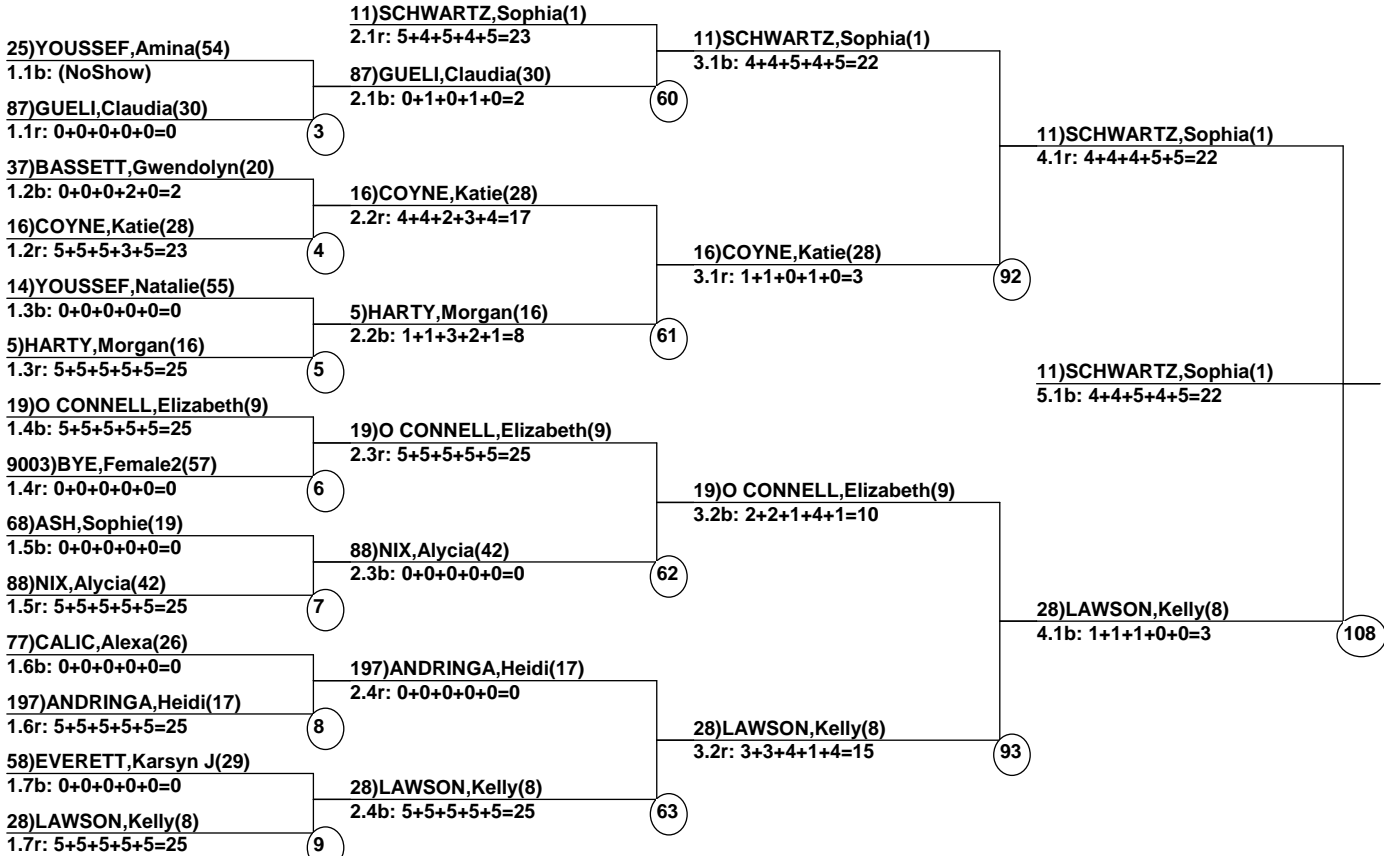 25)YOUSSEF,Amina(54)
1.1b: (NoShow)
87)GUELI,Claudia(30)
1.1r: 0+0+0+0+0=0
3
37)BASSETT,Gwendolyn(20)
1.2b: 0+0+0+2+0=2
16)COYNE,Katie(28)
1.2r: 5+5+5+3+5=23
4
14)YOUSSEF,Natalie(55)
1.3b: 0+0+0+0+0=0
5)HARTY,Morgan(16)
1.3r: 5+5+5+5+5=25
5
19)O CONNELL,Elizabeth(9)
1.4b: 5+5+5+5+5=25
9003)BYE,Female2(57)
1.4r: 0+0+0+0+0=0
6
68)ASH,Sophie(19)
1.5b: 0+0+0+0+0=0
88)NIX,Alycia(42)
1.5r: 5+5+5+5+5=25
7
77)CALIC,Alexa(26)
1.6b: 0+0+0+0+0=0
197)ANDRINGA,Heidi(17)
1.6r: 5+5+5+5+5=25
8
58)EVERETT,Karsyn J(29)
1.7b: 0+0+0+0+0=0
28)LAWSON,Kelly(8)
1.7r: 5+5+5+5+5=25
9
11)SCHWARTZ,Sophia(1)
2.1r: 5+4+5+4+5=23
87)GUELI,Claudia(30)
2.1b: 0+1+0+1+0=2
60
16)COYNE,Katie(28)
2.2r: 4+4+2+3+4=17
5)HARTY,Morgan(16)
2.2b: 1+1+3+2+1=8
61
19)O CONNELL,Elizabeth(9)
2.3r: 5+5+5+5+5=25
88)NIX,Alycia(42)
2.3b: 0+0+0+0+0=0
62
197)ANDRINGA,Heidi(17)
2.4r: 0+0+0+0+0=0
28)LAWSON,Kelly(8)
2.4b: 5+5+5+5+5=25
63
11)SCHWARTZ,Sophia(1)
3.1b: 4+4+5+4+5=22
16)COYNE,Katie(28)
3.1r: 1+1+0+1+0=3
92
19)O CONNELL,Elizabeth(9)
3.2b: 2+2+1+4+1=10
28)LAWSON,Kelly(8)
3.2r: 3+3+4+1+4=15
93
11)SCHWARTZ,Sophia(1)
4.1r: 4+4+4+5+5=22
28)LAWSON,Kelly(8)
4.1b: 1+1+1+0+0=3
108
11)SCHWARTZ,Sophia(1)
5.1b: 4+4+5+4+5=22